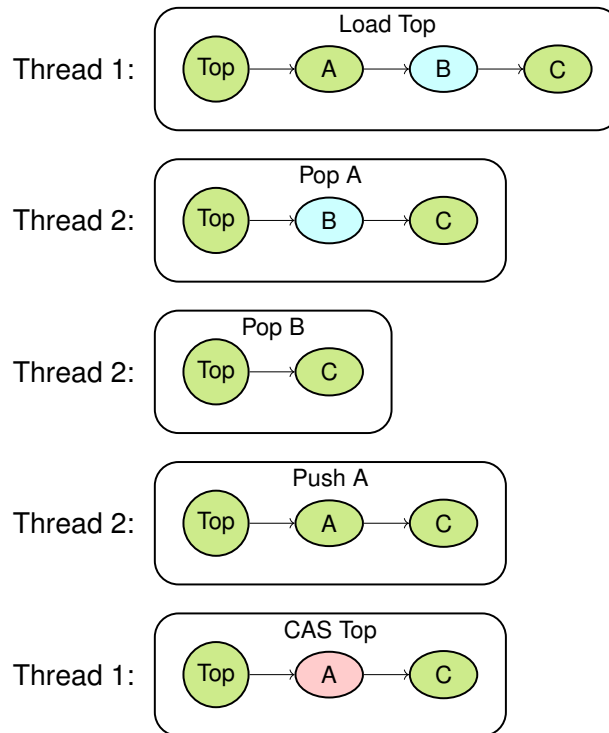 Load Top
Thread 1: Top A B C
Pop A
Thread 2: Top B C
Pop B
Thread 2: Top C
Push A
Thread 2: Top A C
CAS Top
Thread 1: Top A C